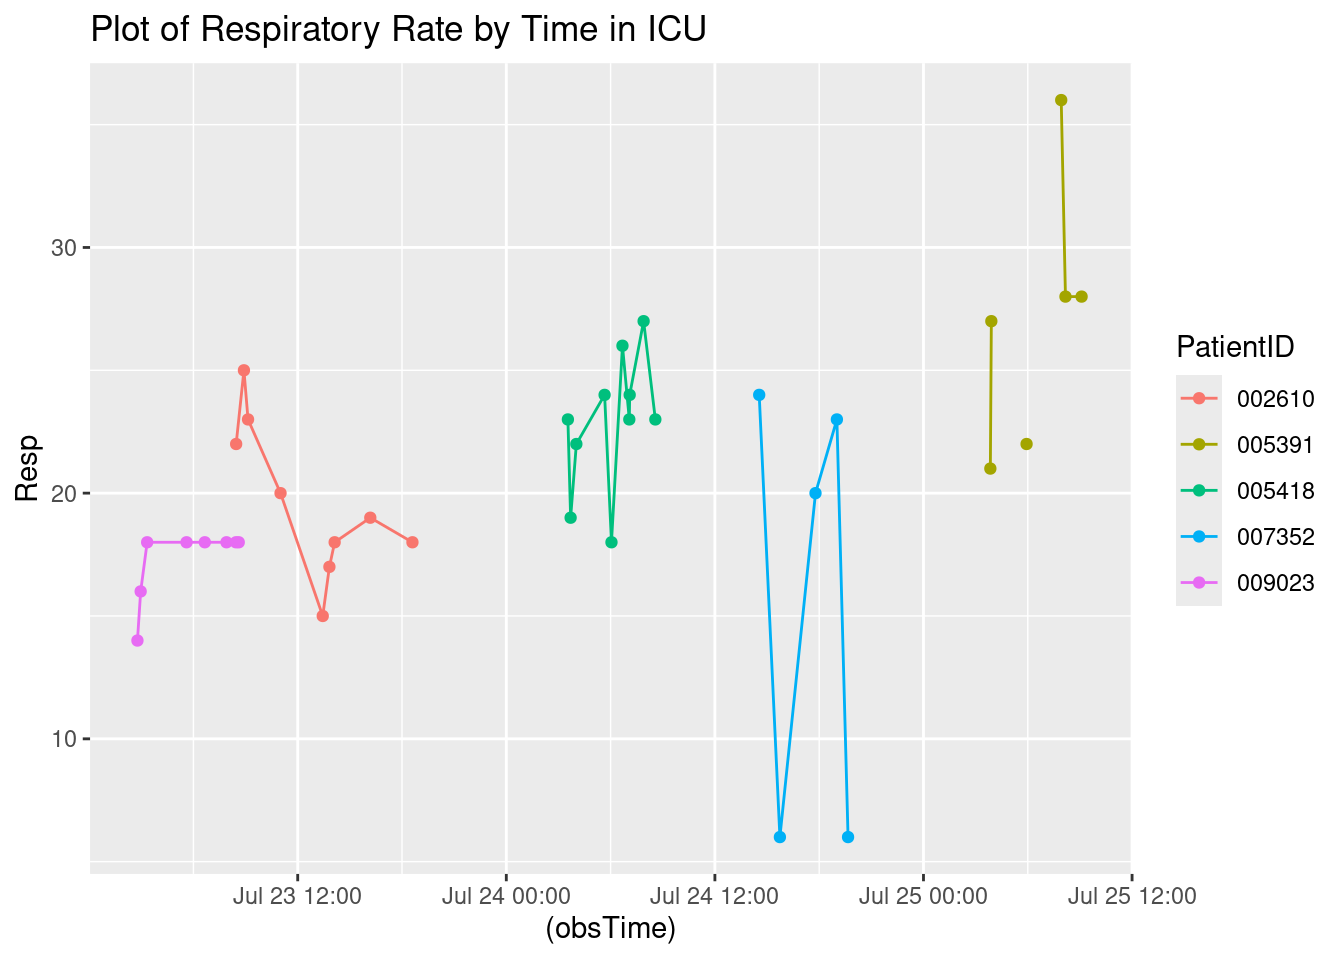 Plot of Respiratory Rate by Time in ICU
Resp
30
20
10
Jul 23 12:00
Jul 24 00:00
Jul 24 12:00
Jul 25 00:00
Jul 25 12:00
(obsTime)
PatientID
002610
005391
005418
007352
009023